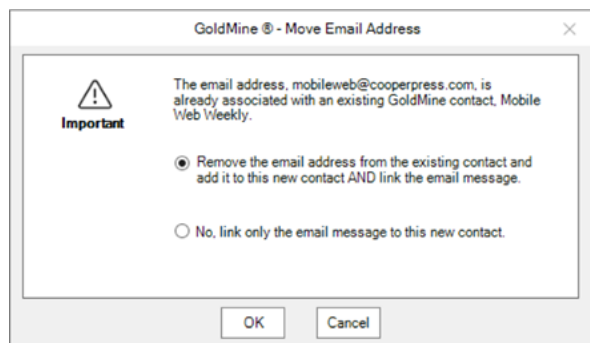 GoldMine ® - Move Email Address
The email address, mobileweb@cooperpress.com, is
already associated with an existing GoldMine contact, Mobile
Web Weekly.
Important
Remove the email address from the existing contact and
add it to this new contact AND link the email message.
No, link only the email message to this new contact.
OK
Cancel